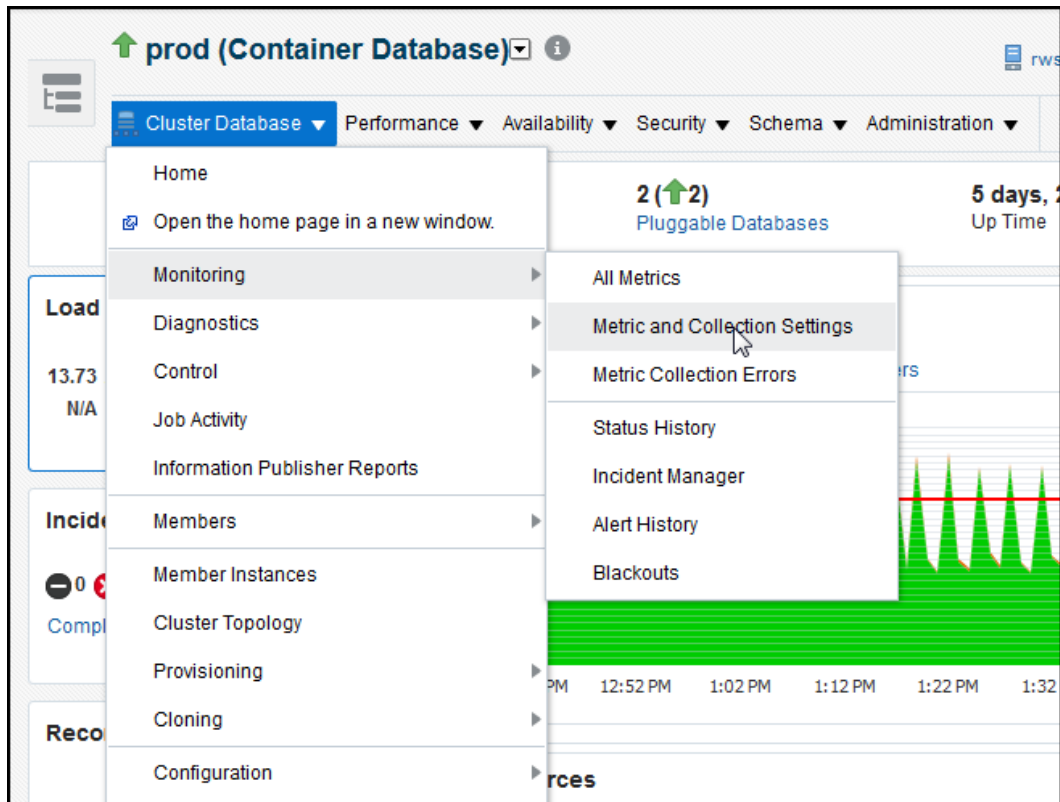 prod (Container Database)
rws
Cluster Database Performance Availability Security Schema Administration
Home
Open the home page in a new window.
Monitoring
Diagnostics
Control
Job Activity
Information Publisher Reports
Members
Member Instances
Cluster Topology
Provisioning
Cloning
Configuration
All Metrics
Metric and Collection Settings
Metric Collection Errors
Status History
Incident Manager
Alert History
Blackouts
2 (2)
Pluggable Databases
5 days, 2
Up Time
Load
13.73
N/A
ers
Incide
0
Compl
PM 12:52 PM 1:02 PM 1:12 PM 1:22 PM 1:32
Reco
rces